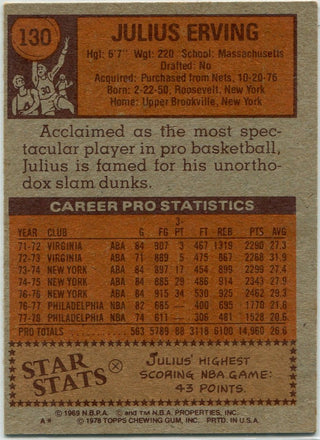 130
JULIUS ERVING
Hgt: 6'7" Wgt: 220 School: Massachusetts
Drafted: No
Acquired: Purchased from Nets, 10-20-76
Born: 2-22-50, Roosevelt, New York
Home: Upper Brookville, New York
Acclaimed as the most spec-
tacular player in pro basketball,
Julius is famed for his unortho-
dox slam dunks.
CAREER PRO STATISTICS
YEAR CLUB G FG 3-PT FT REB PTS AVG
71-72 VIRGINIA ABA 84 907 3 467 1319 2290 27.3
72-73 VIRGINIA ABA 71 889 5 475 868 2268 31.9
73-74 NEW YORK ABA 84 897 17 454 899 2299 27.4
74-75 NEW YORK ABA 84 885 29 486 914 2343 27.9
75-76 NEW YORK ABA 84 915 34 530 925 2462 29.3
76-77 PHILADELPHIA NBA 82 685 400 695 1770 21.6
77-78 PHILADELPHIA NBA 74 611 306 481 1528 20.6
PRO TOTALS 563 5789 88 3118 6100 14,960 26.6
STAR STATS
JULIUS' HIGHEST
SCORING NBA GAME:
43 POINTS.
© 1969 N.B.P.A. © and TM N.B.A. PROPERTIES, INC.
A* © 1978 TOPPS CHEWING GUM, INC. PRTD. IN U.S.A.